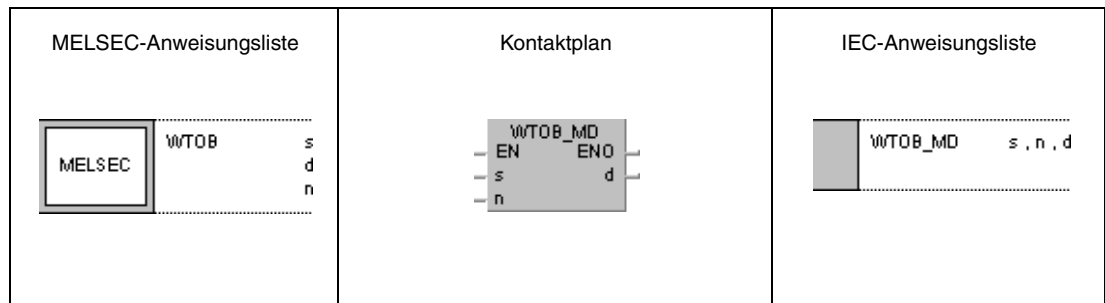 MELSEC-Anweisungsliste
MELSEC
WTOB s
d
n
Kontaktplan
WTOB_MD
EN ENO
s d
n
IEC-Anweisungsliste
WTOB_MD s , n , d